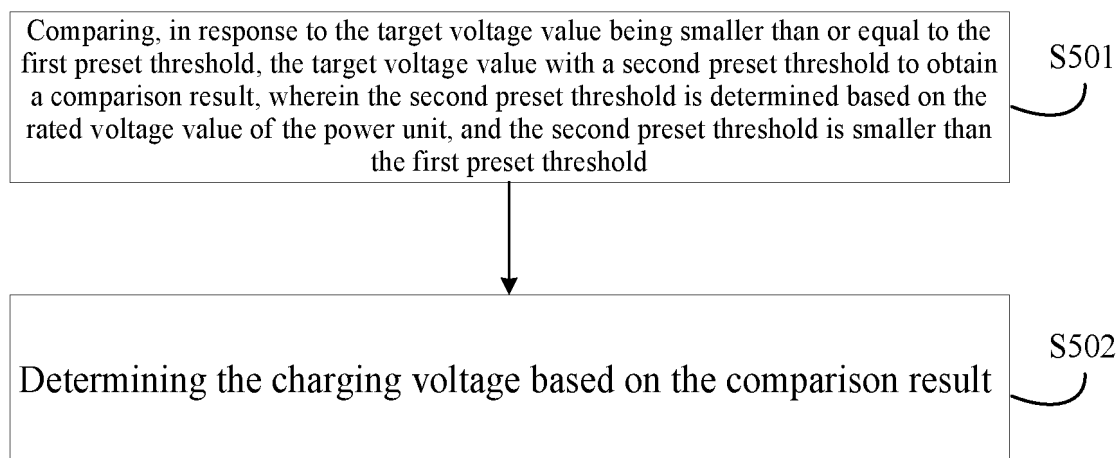 Comparing, in response to the target voltage value being smaller than or equal to the
first preset threshold, the target voltage value with a second preset threshold to obtain
a comparison result, wherein the second preset threshold is determined based on the
rated voltage value of the power unit, and the second preset threshold is smaller than
the first preset threshold
S501
Determining the charging voltage based on the comparison result
S502